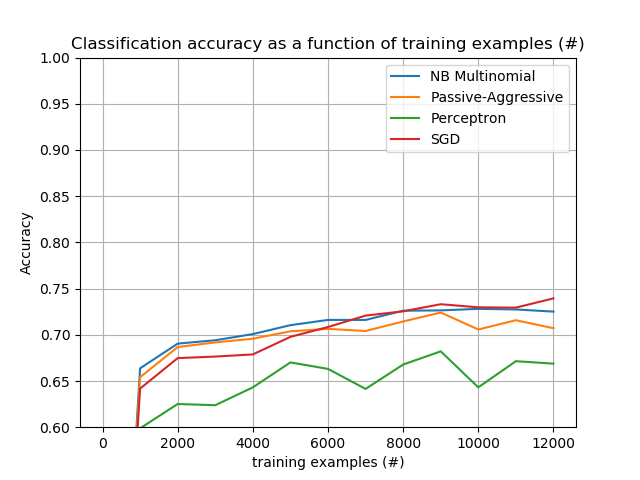 Classification accuracy as a function of training examples (#)
1.00
0.95
0.90
0.85
0.80
0.75
0.70
0.65
0.60
Accuracy
NB Multinomial
Passive-Aggressive
Perceptron
SGD
0 2000 4000 6000 8000 10000 12000
training examples (#)